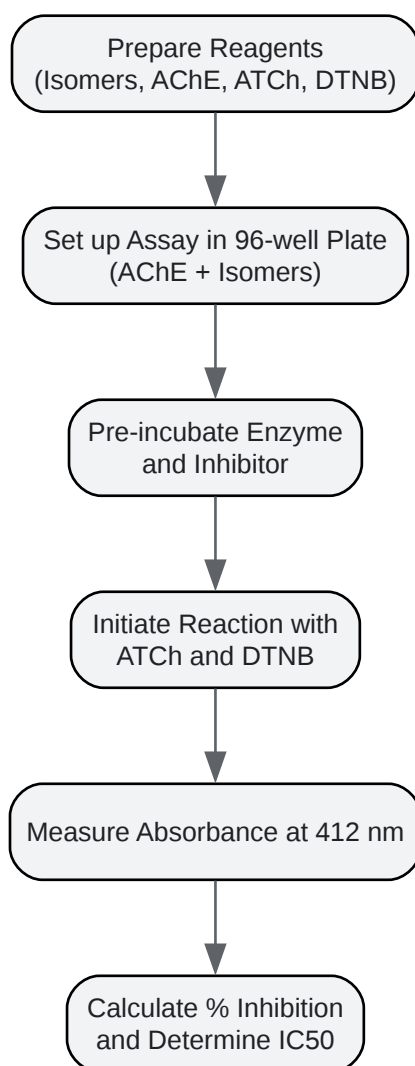 Prepare Reagents
(Isomers, AChE, ATCh, DTNB)
Set up Assay in 96-well Plate
(AChE + Isomers)
Pre-incubate Enzyme
and Inhibitor
Initiate Reaction with
ATCh and DTNB
Measure Absorbance at 412 nm
Calculate % Inhibition
and Determine IC50